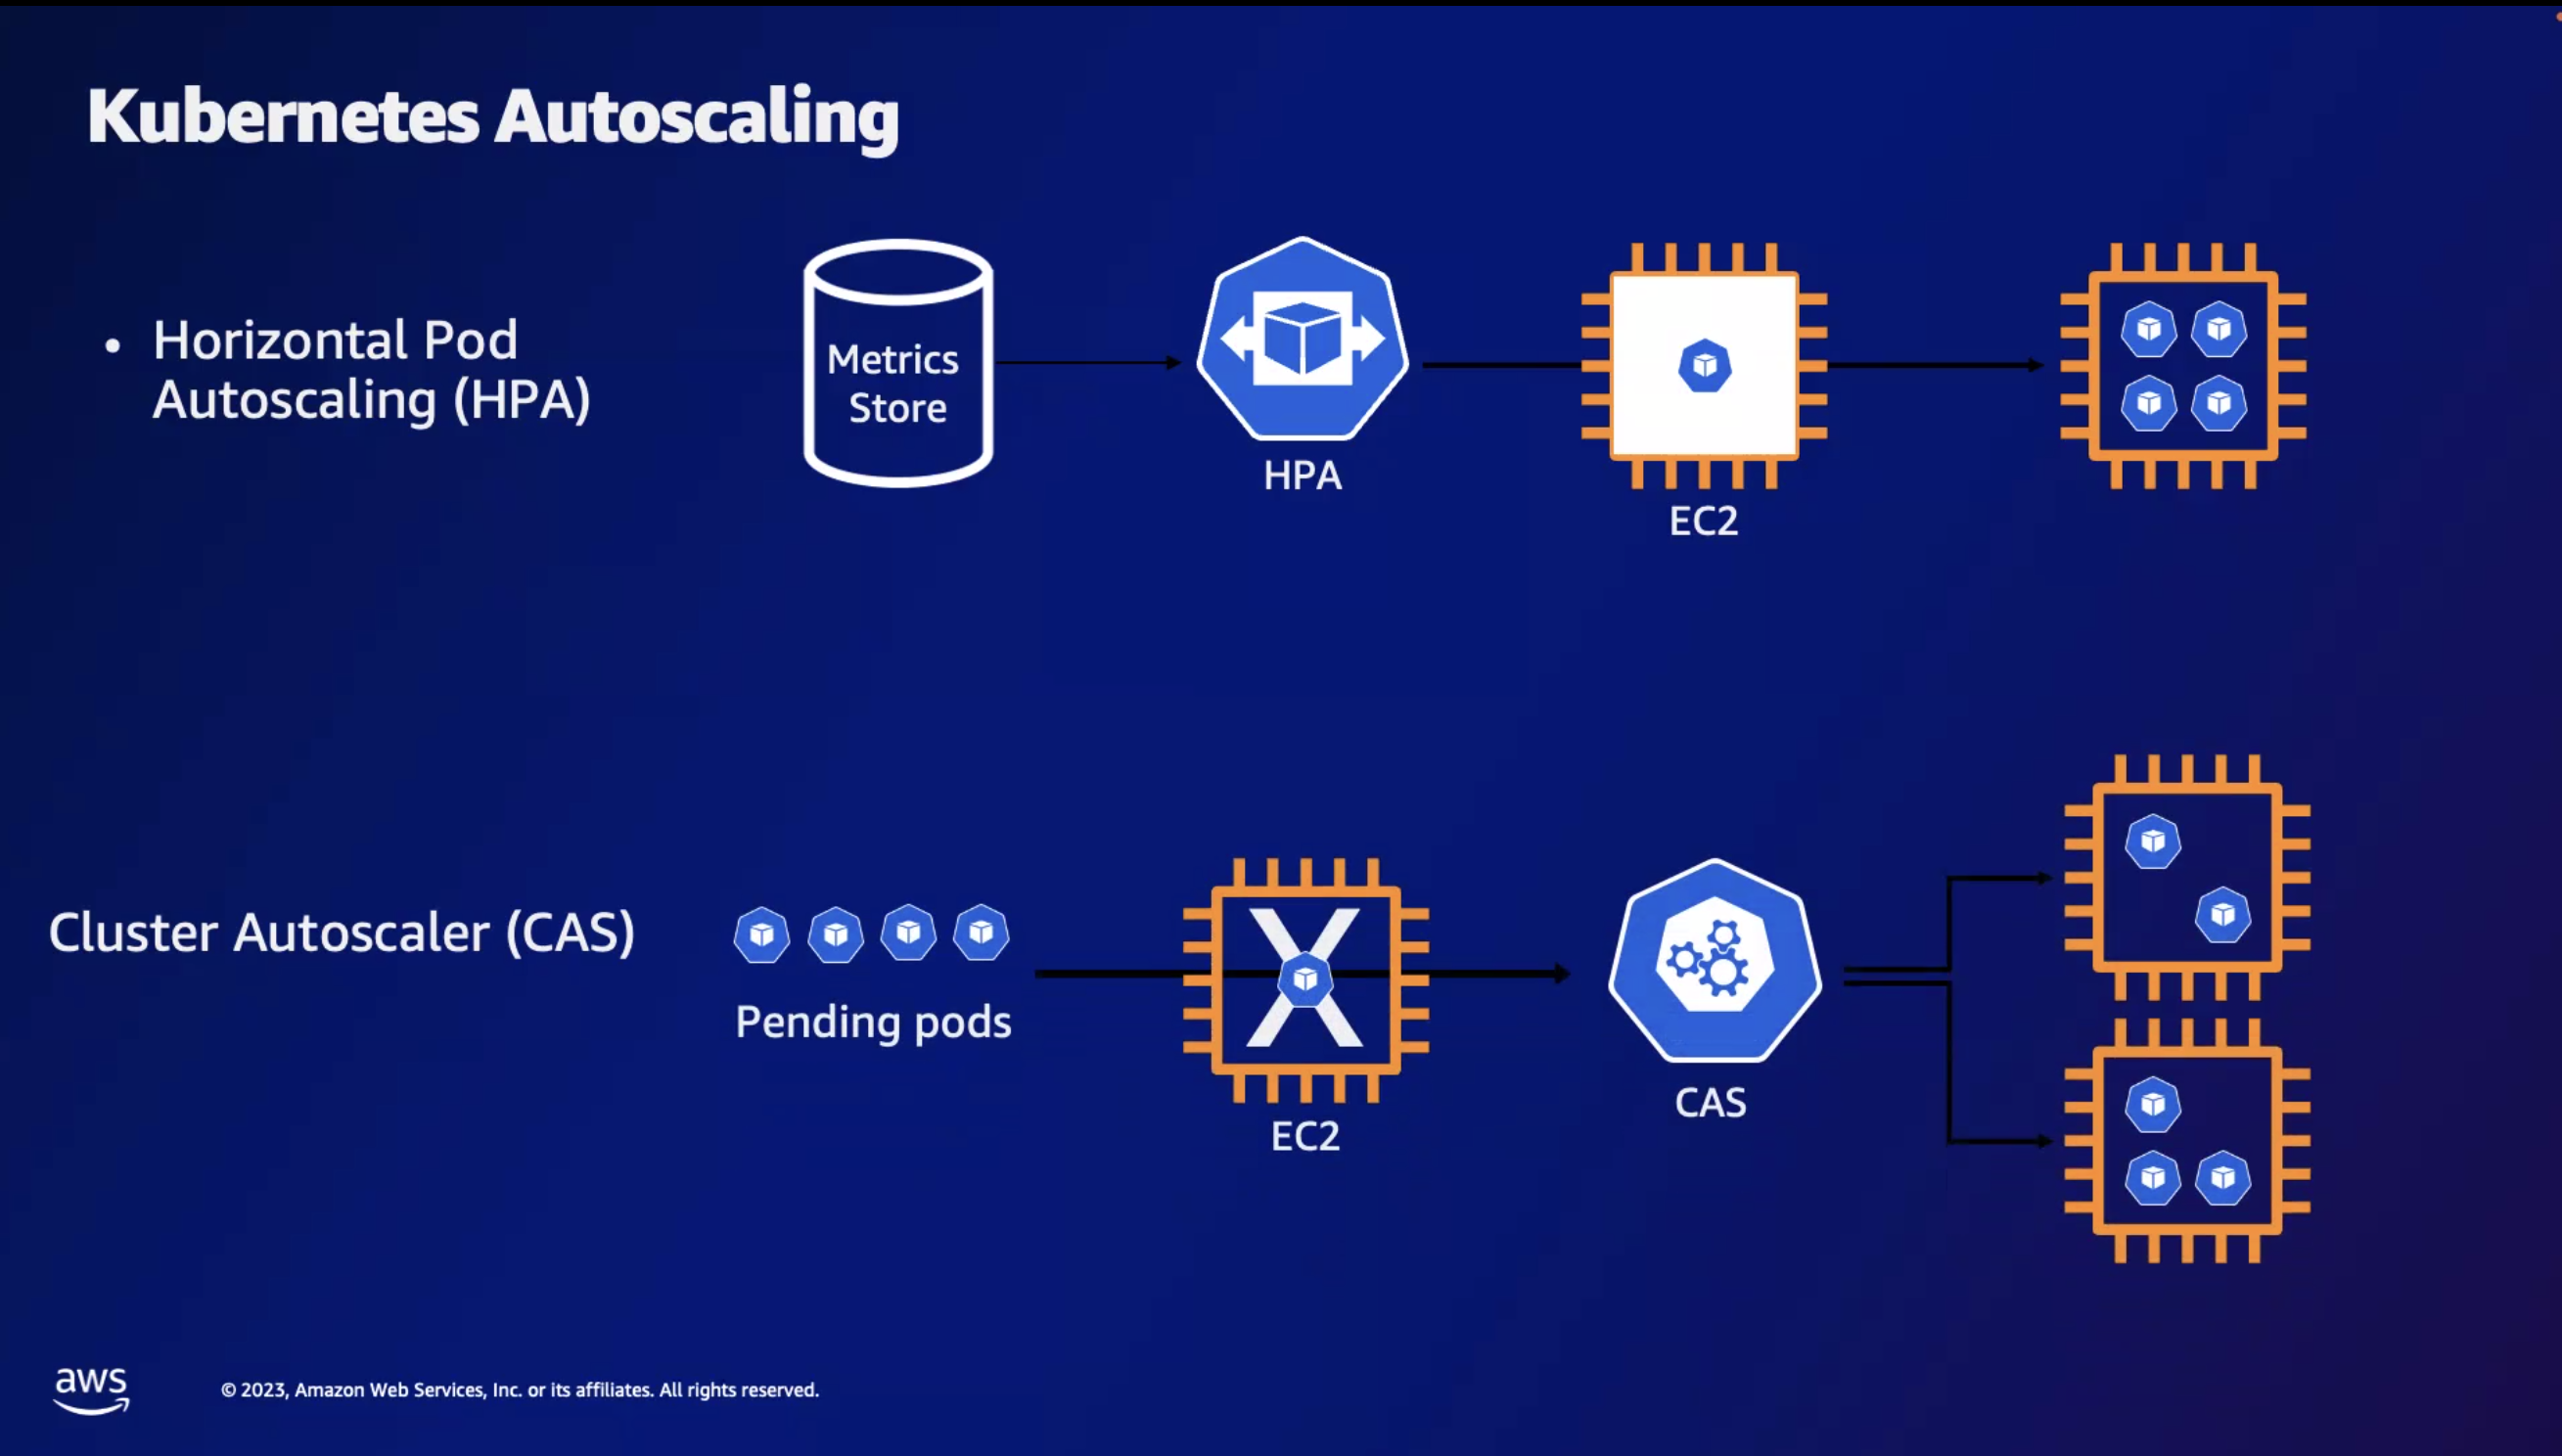 Kubernetes Autoscaling
• Horizontal Pod
Autoscaling (HPA)
Metrics
Store
HPA
EC2
Cluster Autoscaler (CAS)
Pending pods
X
EC2
CAS
aws
© 2023, Amazon Web Services, Inc. or its affiliates. All rights reserved.